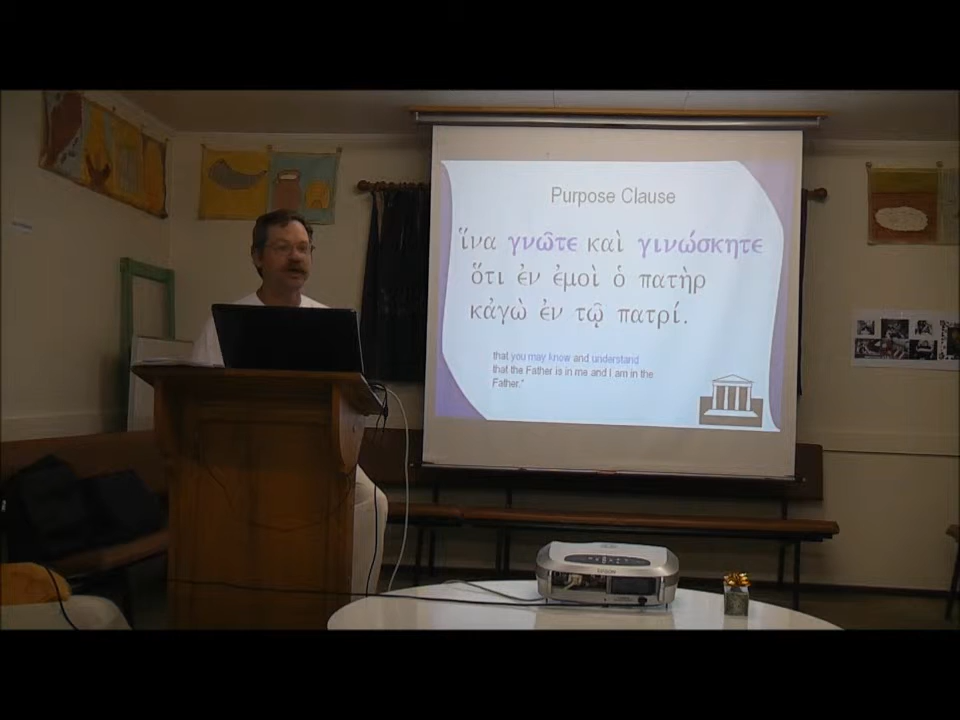 Purpose Clause
ἵνα γνῶτε καὶ γινώσκητε
ὅτι ἐν ἐμοὶ ὁ πατὴρ
κἀγὼ ἐν τῷ πατρί.
that you may know and understand
that the Father is in me and I am in the
Father."